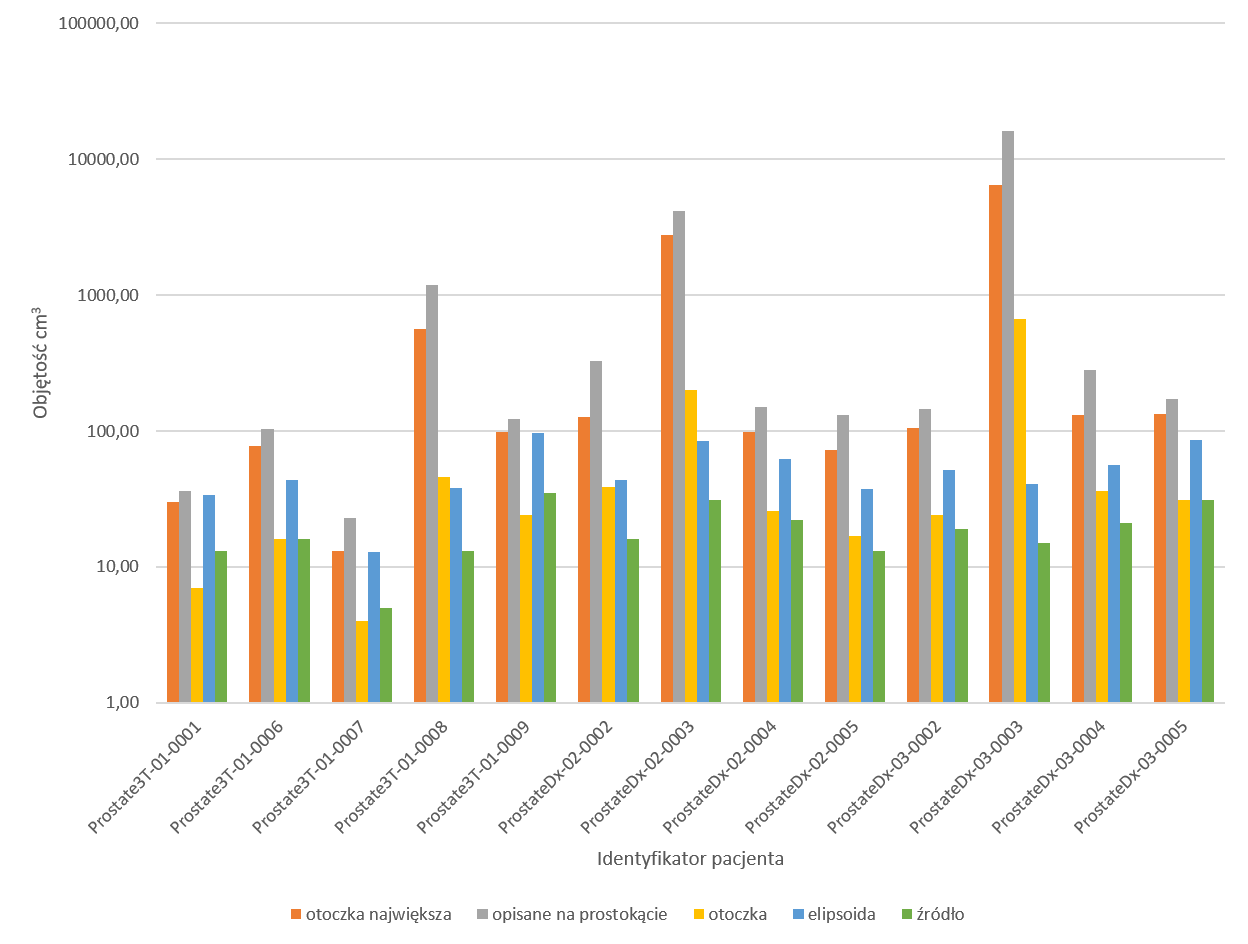 100000,00
10000,00
1000,00
100,00
10,00
1,00
Objętość cm³
Prostate3T-01-0001
Prostate3T-01-0006
Prostate3T-01-0007
Prostate3T-01-0008
Prostate3T-01-0009
ProstateDx-02-0002
ProstateDx-02-0003
ProstateDx-02-0004
ProstateDx-02-0005
ProstateDx-03-0002
ProstateDx-03-0003
ProstateDx-03-0004
ProstateDx-03-0005
Identyfikator pacjenta
otoczka największa opisane na prostokącie otoczka elipsoida źródło